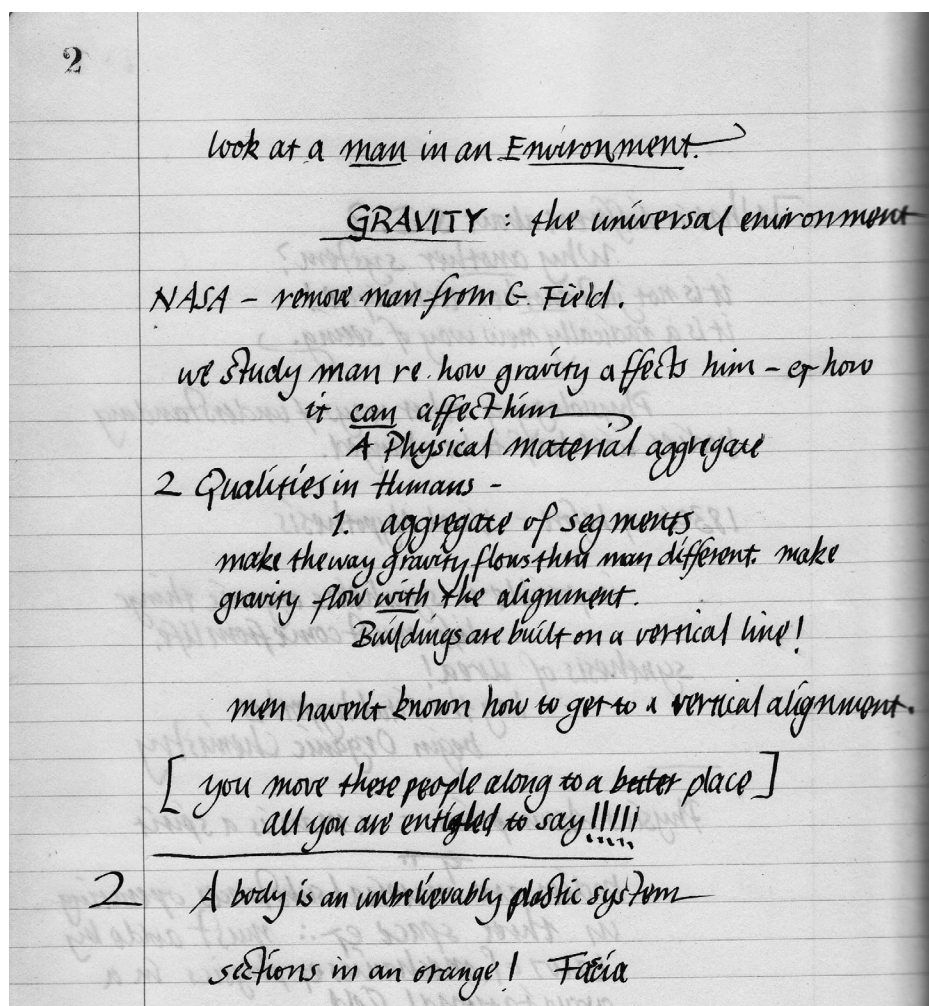 2
look at a man in an Environment.
GRAVITY : the universal environment
NASA - remove man from G. Field.
we study man re. how gravity affects him - & how
it can affect him
A Physical material aggregate
2 Qualities in Humans -
1. aggregate of segments
make the way gravity flows thru man different. make
gravity flow with the alignment.
Buildings are built on a vertical line!
men haven't known how to get to a vertical alignment.
[ you move these people along to a better place ]
all you are entigled to say !!!!!
2 A body is an unbelievably plastic system
sections in an orange! Facia